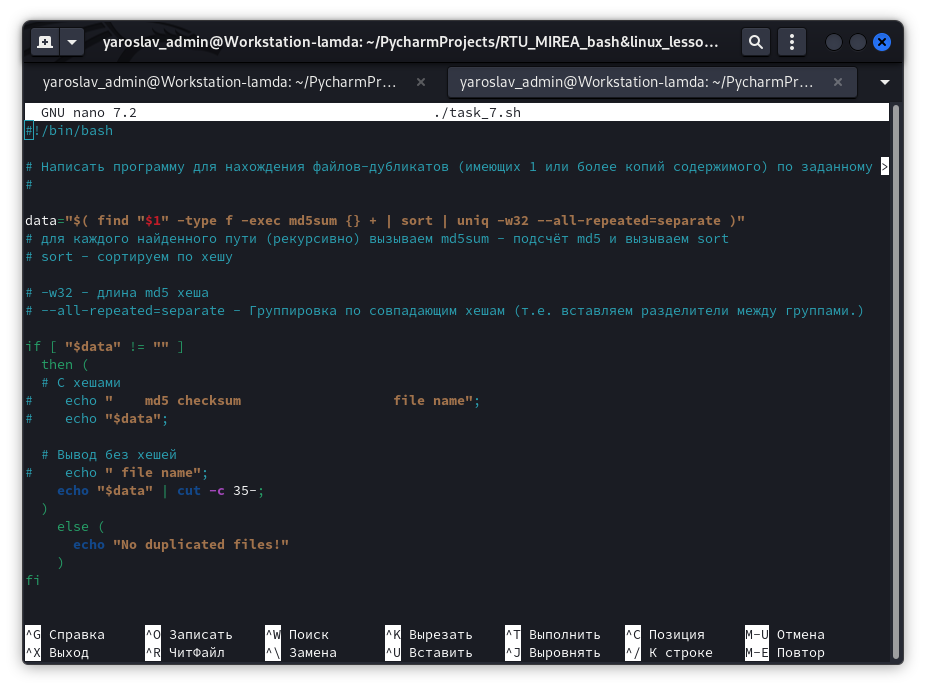 yaroslav_admin@Workstation-lamda: ~/PycharmProjects/RTU_MIREA_bash&linux_lesso...
yaroslav_admin@Workstation-lamda: ~/PycharmPr... × yaroslav_admin@Workstation-lamda: ~/PycharmPr... ×
GNU nano 7.2 ./task_7.sh
#!/bin/bash
# Написать программу для нахождения файлов-дубликатов (имеющих 1 или более копий содержимого) по заданному >
#
data="$( find "$1" -type f -exec md5sum {} + | sort | uniq -w32 --all-repeated=separate )"
# для каждого найденного пути (рекурсивно) вызываем md5sum - подсчёт md5 и вызываем sort
# sort - сортируем по хешу
# -w32 - длина md5 хеша
# --all-repeated=separate - Группировка по совпадающим хешам (т.е. вставляем разделители между группами.)
if [ "$data" != "" ]
then (
# С хешами
#    echo "    md5 checksum                   file name";
#    echo "$data";
# Вывод без хешей
#    echo " file name";
echo "$data" | cut -c 35-;
)
else (
echo "No duplicated files!"
)
fi
^G Справка ^O Записать ^W Поиск ^K Вырезать ^T Выполнить ^C Позиция M-U Отмена
^X Выход ^R ЧитФайл ^\ Замена ^U Вставить ^J Выровнять ^/ К строке M-E Повтор